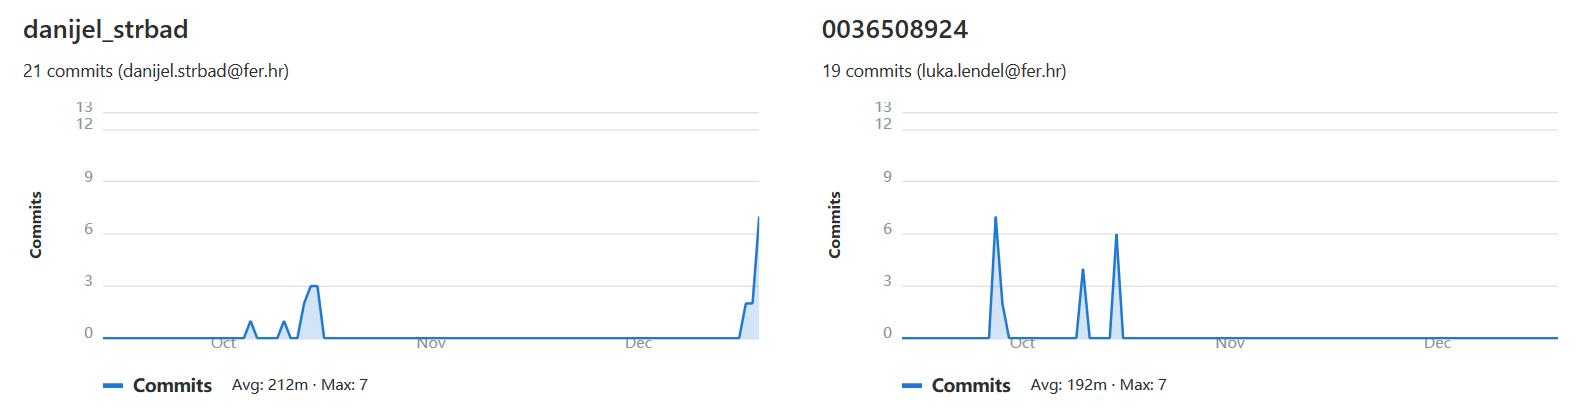 danijel_strbad
21 commits (danijel.strbad@fer.hr)
13
12
9
6
3
0
Commits
Oct
Nov
Dec
Commits Avg: 212m · Max: 7
0036508924
19 commits (luka.lendel@fer.hr)
13
12
9
6
3
0
Commits
Oct
Nov
Dec
Commits Avg: 192m · Max: 7